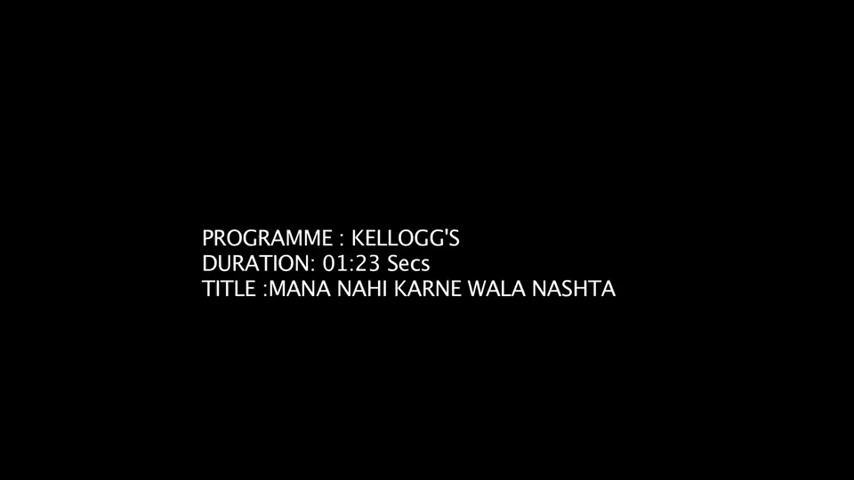 PROGRAMME : KELLOGG'S
DURATION: 01:23 Secs
TITLE :MANA NAHI KARNE WALA NASHTA